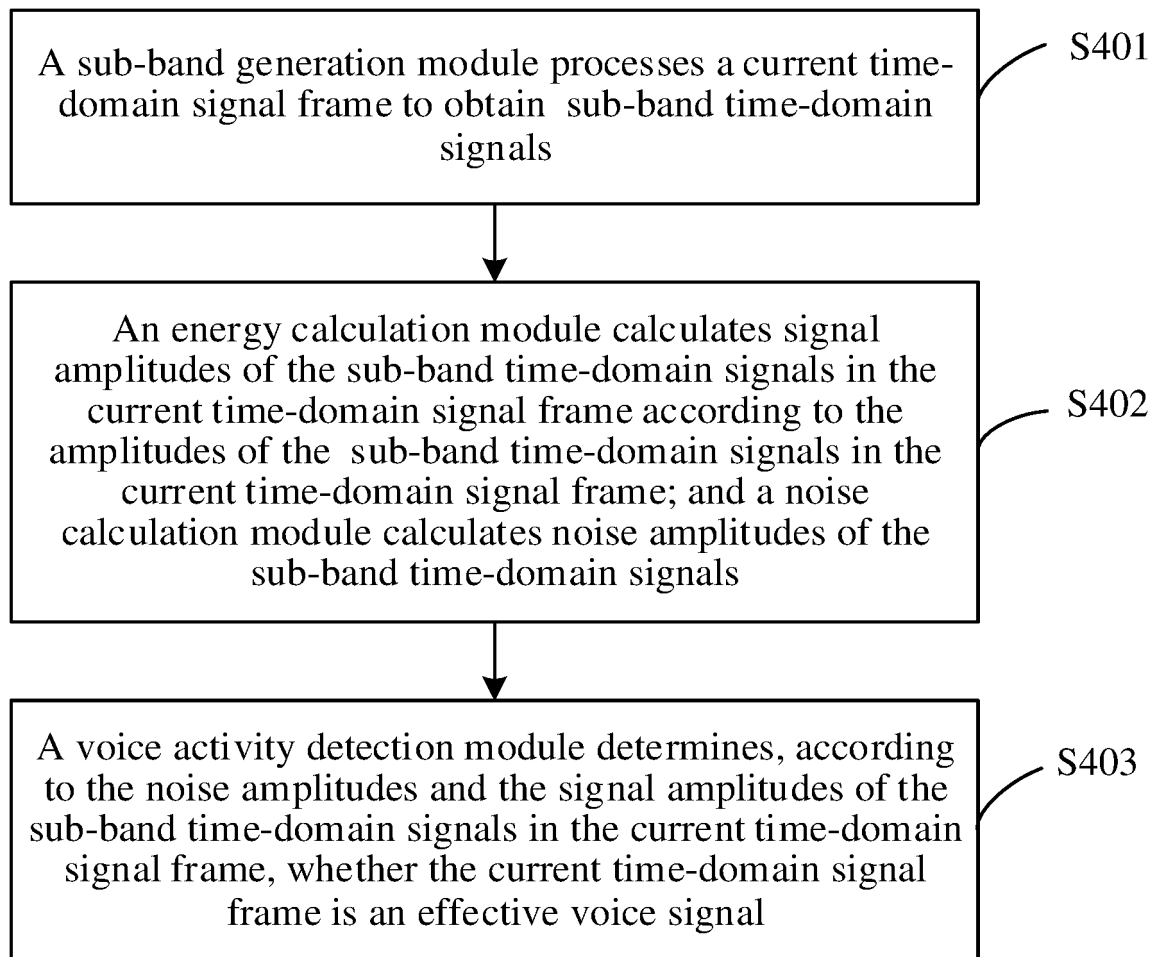 A sub-band generation module processes a current time-
domain signal frame to obtain sub-band time-domain
signals
S401
An energy calculation module calculates signal
amplitudes of the sub-band time-domain signals in the
current time-domain signal frame according to the
amplitudes of the sub-band time-domain signals in the
current time-domain signal frame; and a noise
calculation module calculates noise amplitudes of the
sub-band time-domain signals
S402
A voice activity detection module determines, according
to the noise amplitudes and the signal amplitudes of the
sub-band time-domain signals in the current time-domain
signal frame, whether the current time-domain signal
frame is an effective voice signal
S403